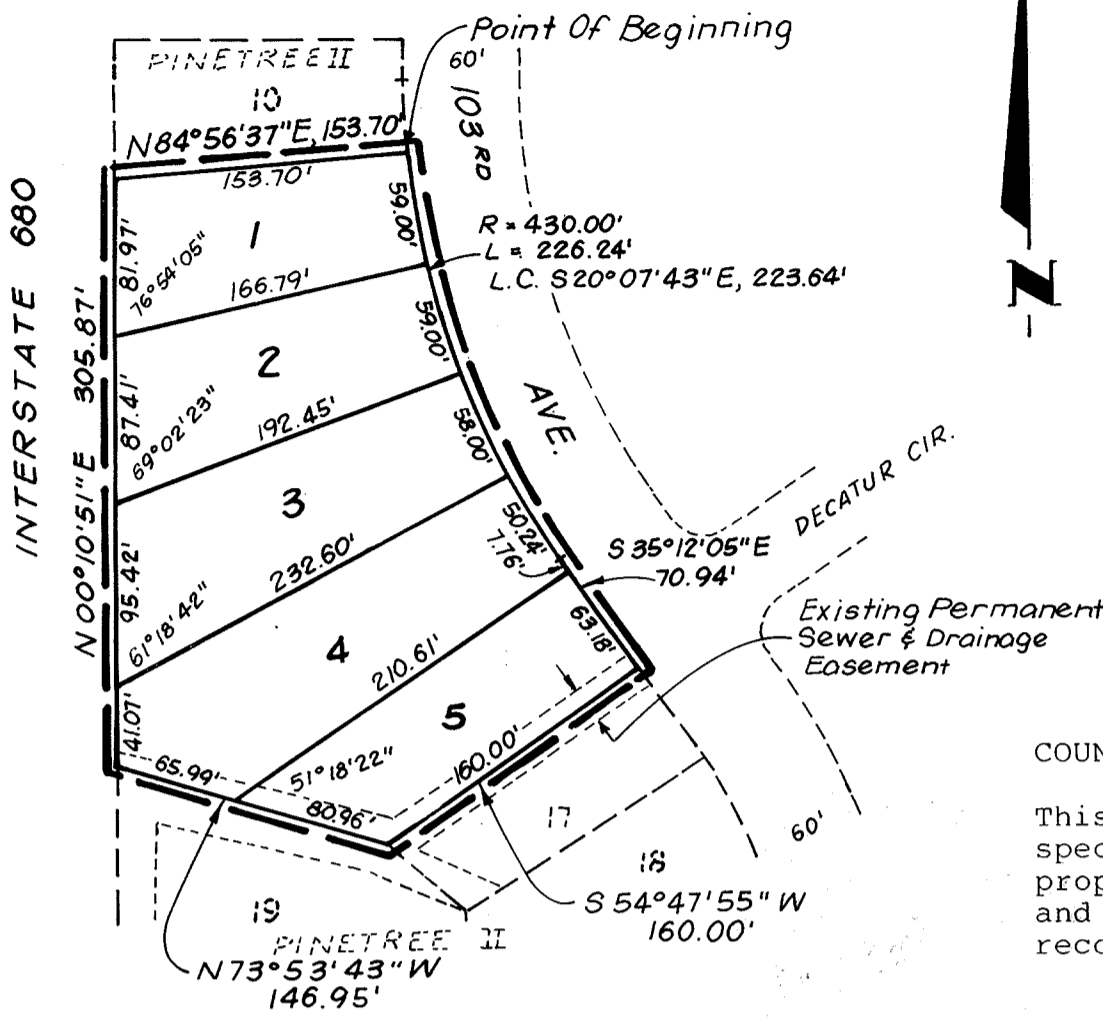 Point Of Beginning
PINETREE II
10
N84°56'37"E, 153.70'
153.70'
60'
103RD
AVE.
INTERSTATE 680
N00°10'51"E 305.87'
81.97'
76°54'05"
1
59.00'
R = 430.00'
L = 226.24'
L.C. S20°07'43"E, 223.64'
166.79'
2
59.00'
87.41'
69°02'23"
192.45'
3
58.00'
95.42'
61°18'42"
232.60'
50.24'
7.76'
S35°12'05"E
70.94'
DECATUR CIR.
4
210.61'
63.18'
Existing Permanent
Sewer & Drainage
Easement
41.07'
65.99'
51°18'22"
5
160.00'
80.96'
17
18
60'
S54°47'55"W
160.00'
19
PINETREE II
N73°53'43"W
146.95'
N
COUN
This
spec
prop
and
reco